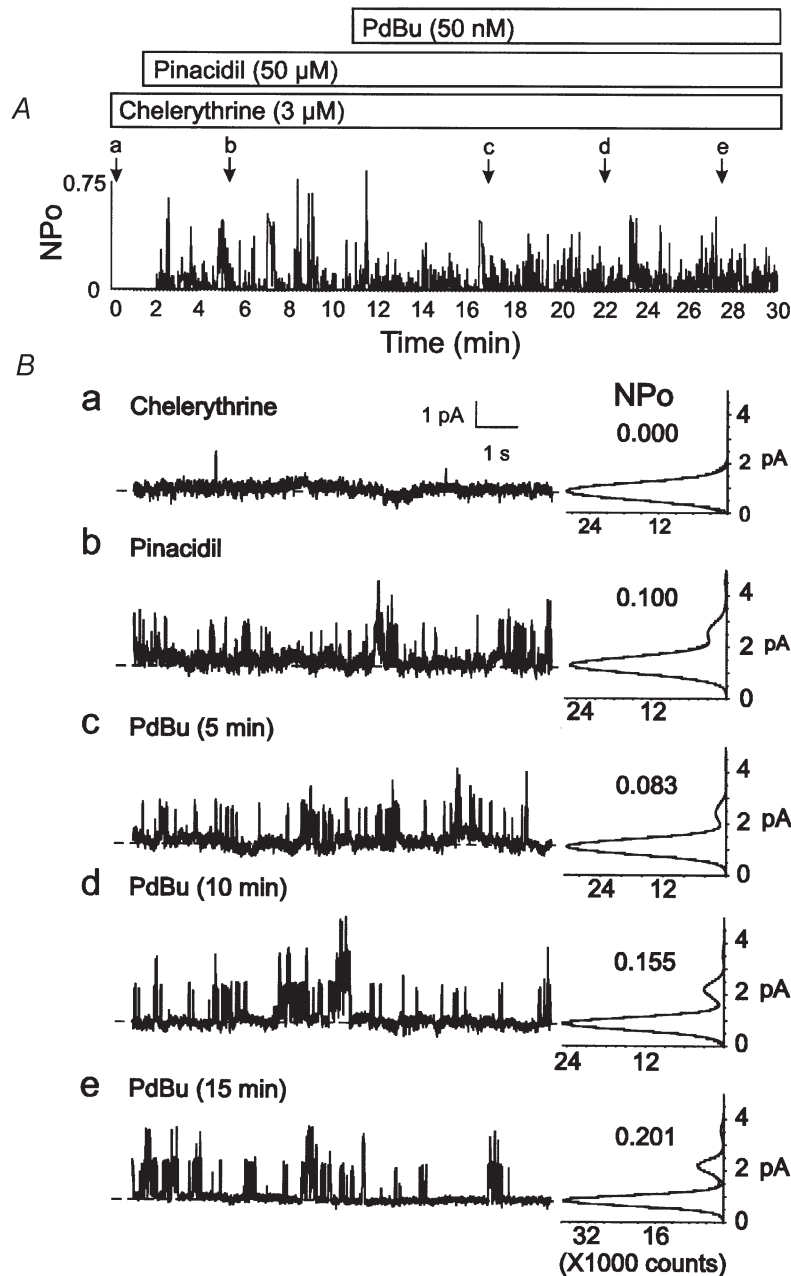 PdBu (50 nM)
Pinacidil (50 µM)
A
Chelerythrine (3 µM)
a b c d e
0.75
NPo
0
0 2 4 6 8 10 12 14 16 18 20 22 24 26 28 30
Time (min)
B
a Chelerythrine
1 pA
1 s
NPo
0.000
4
2 pA
0
24 12
b Pinacidil
0.100
4
2 pA
0
24 12
c PdBu (5 min)
0.083
4
2 pA
0
24 12
d PdBu (10 min)
0.155
4
2 pA
0
24 12
e PdBu (15 min)
0.201
4
2 pA
0
32 16
(X1000 counts)